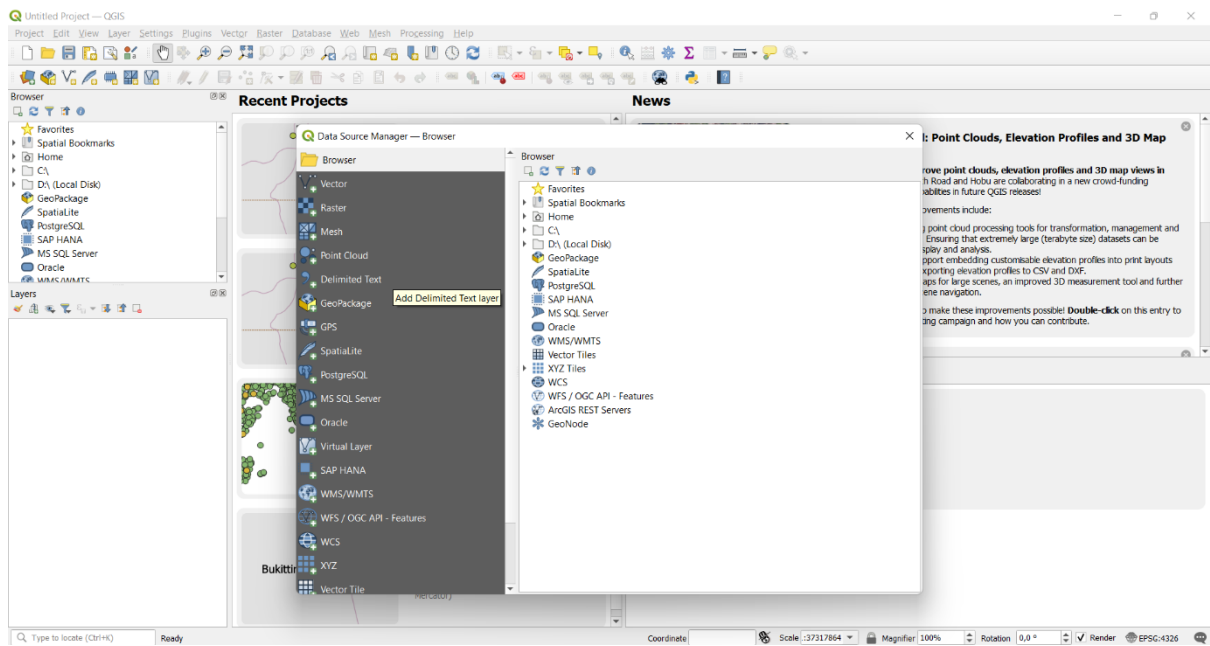 Untitled Project — QGIS
Project Edit View Layer Settings Plugins Vector Raster Database Web Mesh Processing Help
Browser
Favorites
Spatial Bookmarks
Home
C:\
D:\ (Local Disk)
GeoPackage
SpatiaLite
PostgreSQL
SAP HANA
MS SQL Server
Oracle
WMS/WMTS
Layers
Recent Projects
News
Data Source Manager — Browser
Browser
Vector
Raster
Mesh
Point Cloud
Delimited Text
Add Delimited Text layer
GeoPackage
GPS
SpatiaLite
PostgreSQL
MS SQL Server
Oracle
Virtual Layer
SAP HANA
WMS/WMTS
WFS / OGC API - Features
WCS
XYZ
Vector Tile
Browser
Favorites
Spatial Bookmarks
Home
C:\
D:\ (Local Disk)
GeoPackage
SpatiaLite
PostgreSQL
SAP HANA
MS SQL Server
Oracle
WMS/WMTS
Vector Tiles
XYZ Tiles
WCS
WFS / OGC API - Features
ArcGIS REST Servers
GeoNode
Point Clouds, Elevation Profiles and 3D Map
rove point clouds, elevation profiles and 3D map views in
h Road and Hobu are collaborating in a new crowd-funding
in future QGIS releases!
ovements include:
point cloud processing tools for transformation, management and
Ensuring that extremely large (terabyte size) datasets can be
splay and analysis.
pport embedding customisable elevation profiles into print layouts
xporting elevation profiles to CSV and DXF.
aps for large scenes, an improved 3D measurement tool and further
ene navigation.
o make these improvements possible! Double-click on this entry to
ding campaign and how you can contribute.
Bukittin
Mercator)
Type to locate (Ctrl+K)
Ready
Coordinate
Scale :37317864
Magnifier 100%
Rotation 0,0 °
Render
EPSG:4326